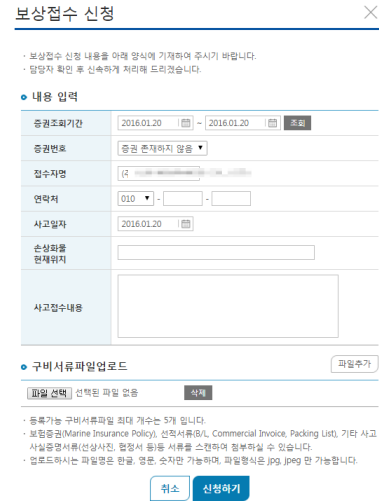 보상접수 신청
· 보상접수 신청 내용을 아래 양식에 기재하여 주시기 바랍니다.
· 담당자 확인 후 신속하게 처리해 드리겠습니다.
내용 입력
증권조회기간 2016.01.20 ~ 2016.01.20 조회
증권번호 증권 존재하지 않음 ▼
접수자명 (주
연락처 010 ▼ - -
사고일자 2016.01.20
손상화물
현재위치
사고접수내용
구비서류파일업로드 파일추가
파일 선택 선택된 파일 없음 삭제
· 등록가능 구비서류파일 최대 개수는 5개 입니다.
· 보험증권(Marine Insurance Policy), 선적서류(B/L, Commercial Invoice, Packing List), 기타 사고
사실증명서류(선상사진, 협정서 등)등 서류를 스캔하여 첨부하실 수 있습니다.
· 업로드하시는 파일명은 한글, 영문, 숫자만 가능하며, 파일형식은 jpg, jpeg 만 가능합니다.
취소 신청하기